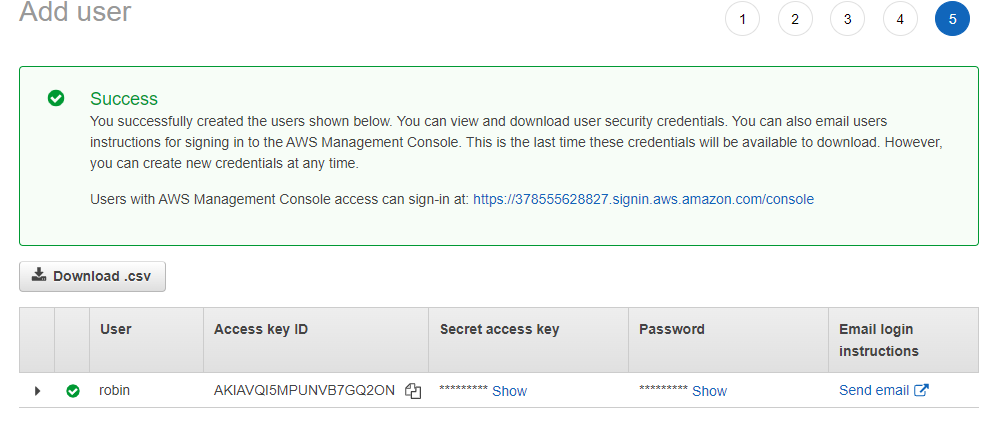 Add user
1 2 3 4 5
Success
You successfully created the users shown below. You can view and download user security credentials. You can also email users
instructions for signing in to the AWS Management Console. This is the last time these credentials will be available to download. However,
you can create new credentials at any time.
Users with AWS Management Console access can sign-in at: https://378555628827.signin.aws.amazon.com/console
Download .csv
User Access key ID Secret access key Password Email login
instructions
robin AKIAVQI5MPUNVB7GQ2ON ********* Show ********* Show Send email